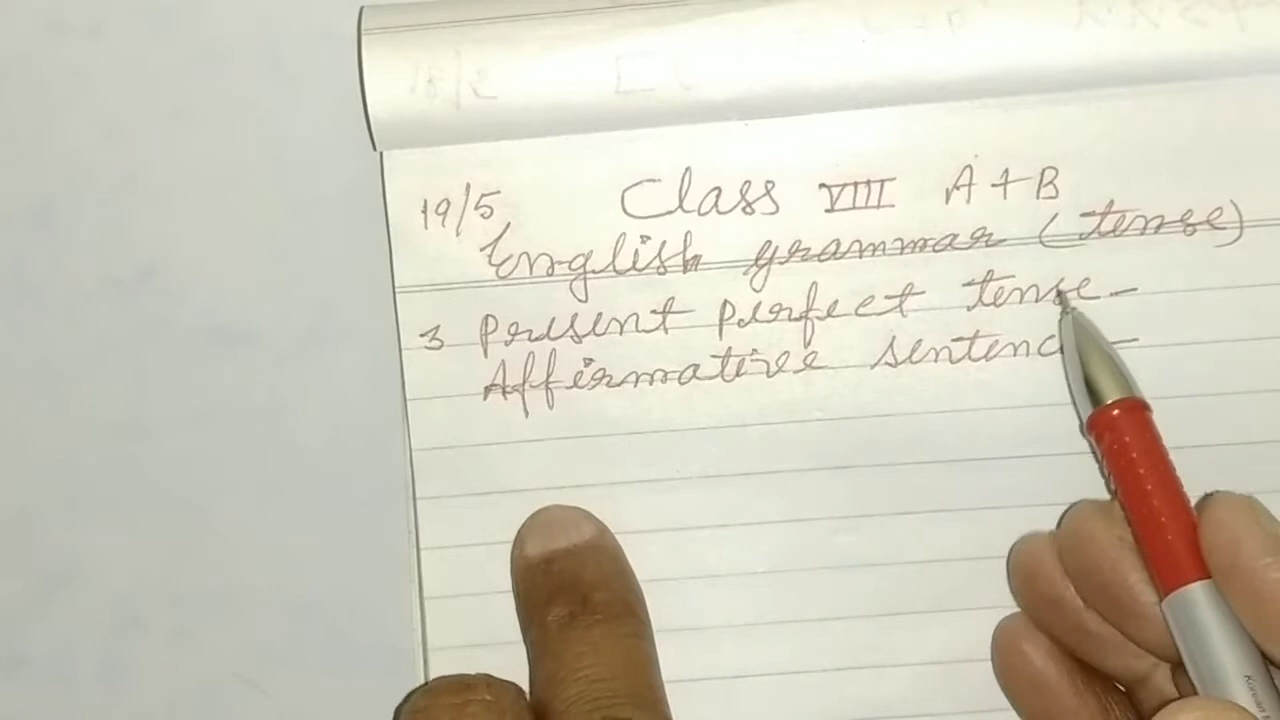 19/5 Class VIII A+B
English grammar (tense)
3 Present perfect tense-
Affirmative sentence-